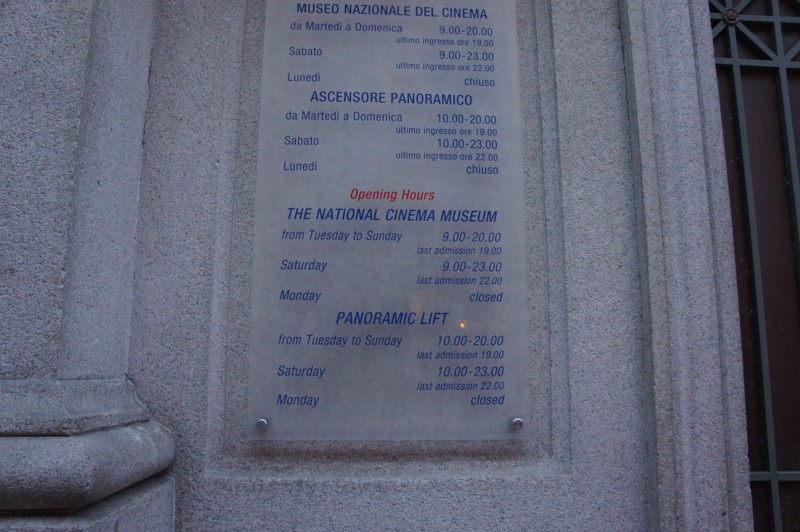 MUSEO NAZIONALE DEL CINEMA
da Martedì a Domenica 9.00-20.00
ultimo ingresso ore 19.00
Sabato 9.00-23.00
ultimo ingresso ore 22.00
Lunedì chiuso
ASCENSORE PANORAMICO
da Martedì a Domenica 10.00-20.00
ultimo ingresso ore 19.00
Sabato 10.00-23.00
ultimo ingresso ore 22.00
Lunedì chiuso
Opening Hours
THE NATIONAL CINEMA MUSEUM
from Tuesday to Sunday 9.00-20.00
last admission 19.00
Saturday 9.00-23.00
last admission 22.00
Monday closed
PANORAMIC LIFT
from Tuesday to Sunday 10.00-20.00
last admission 19.00
Saturday 10.00-23.00
last admission 22.00
Monday closed